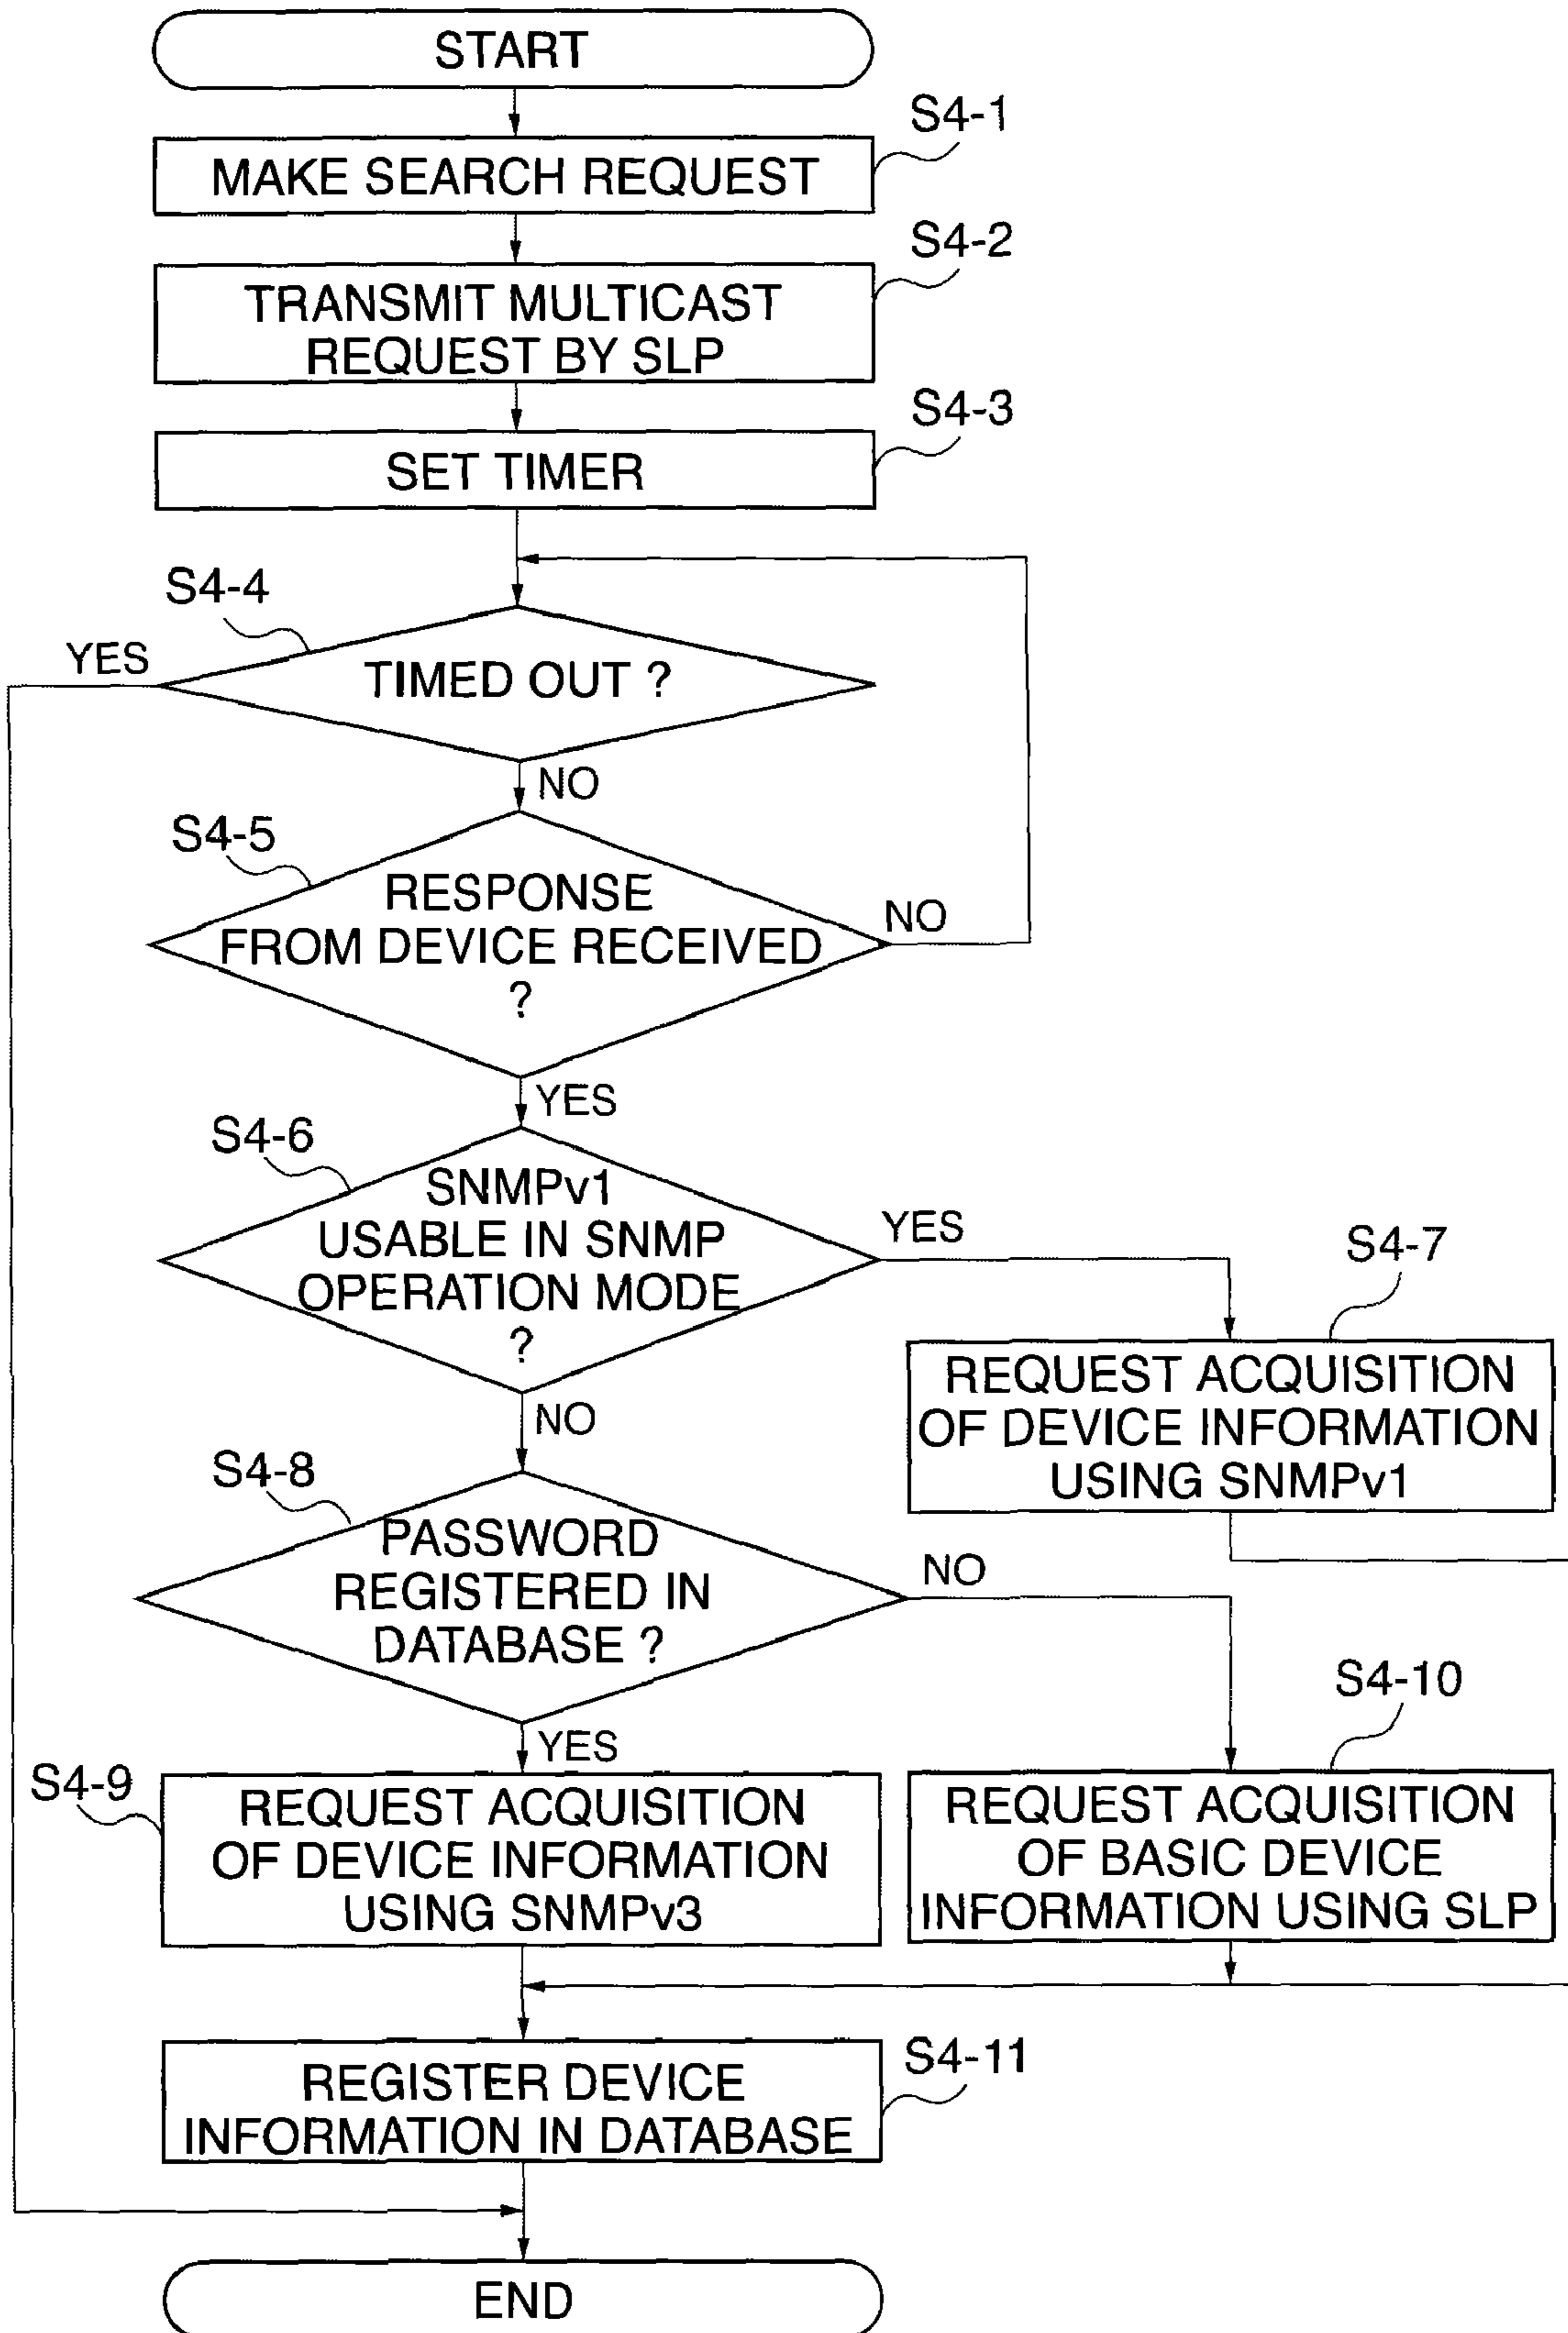 START
S4-1
MAKE SEARCH REQUEST
S4-2
TRANSMIT MULTICAST
REQUEST BY SLP
S4-3
SET TIMER
S4-4
YES
TIMED OUT ?
NO
S4-5
RESPONSE
FROM DEVICE RECEIVED
?
NO
YES
S4-6
SNMPv1
USABLE IN SNMP
OPERATION MODE
?
YES
S4-7
REQUEST ACQUISITION
OF DEVICE INFORMATION
USING SNMPv1
NO
S4-8
PASSWORD
REGISTERED IN
DATABASE ?
NO
S4-10
YES
S4-9
REQUEST ACQUISITION
OF DEVICE INFORMATION
USING SNMPv3
REQUEST ACQUISITION
OF BASIC DEVICE
INFORMATION USING SLP
S4-11
REGISTER DEVICE
INFORMATION IN DATABASE
END